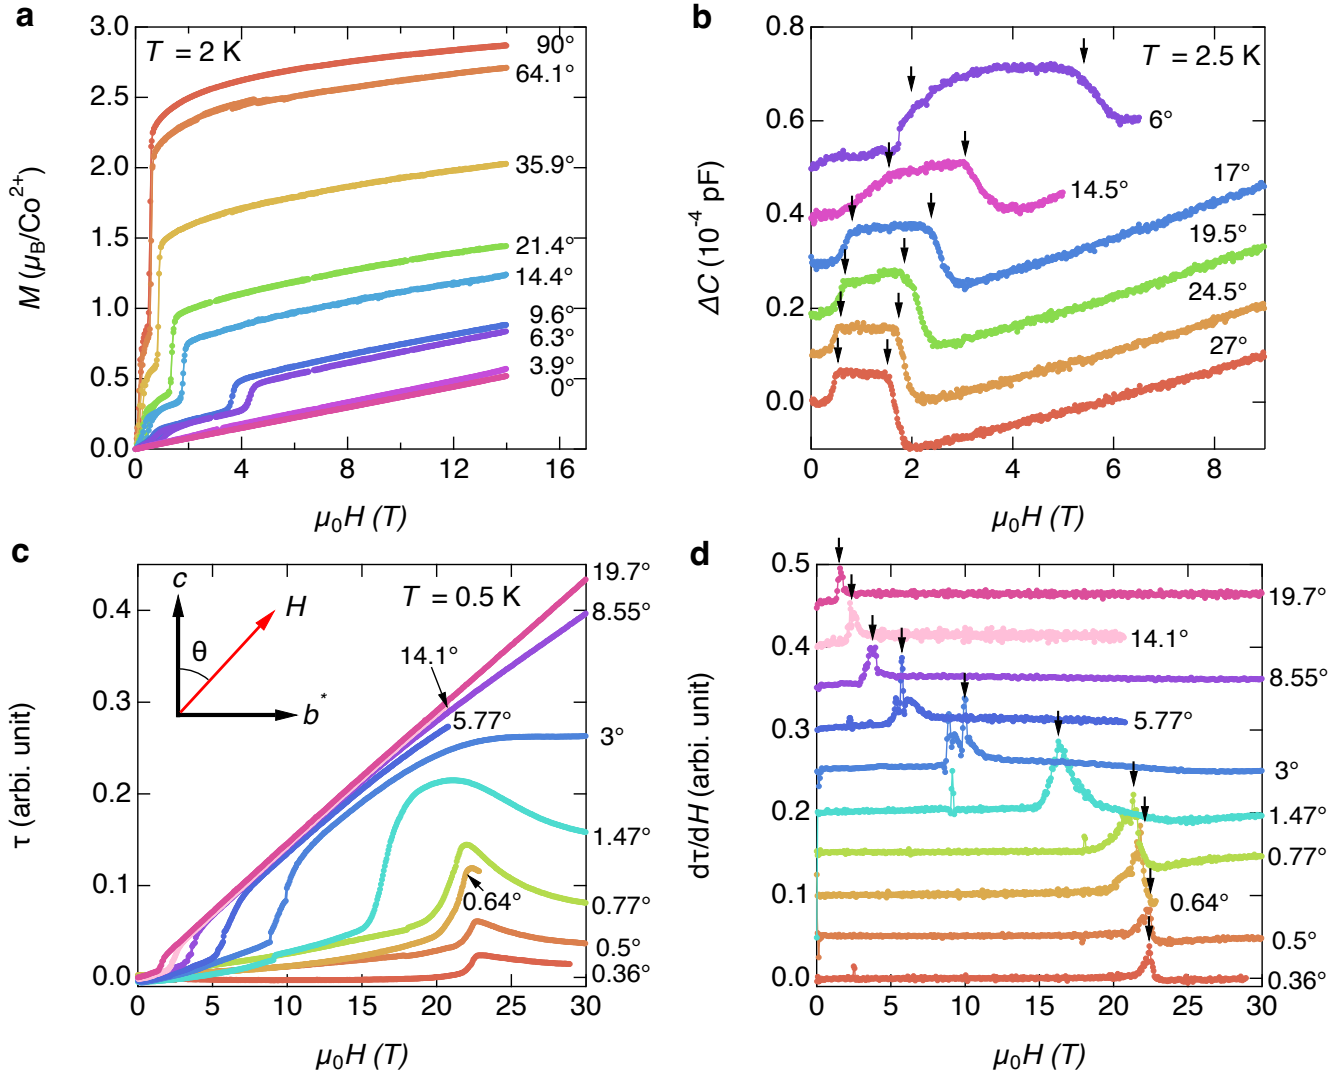 a
T = 2 K
M (μB/Co2+)
3.0
2.5
2.0
1.5
1.0
0.5
0.0
90°
64.1°
35.9°
21.4°
14.4°
9.6°
6.3°
3.9°
0°
0 4 8 12 16
μ0H (T)
b
T = 2.5 K
ΔC (10-4 pF)
0.8
0.6
0.4
0.2
0.0
6°
14.5°
17°
19.5°
24.5°
27°
0 2 4 6 8
μ0H (T)
c
T = 0.5 K
c
H
θ
b*
τ (arbi. unit)
0.4
0.3
0.2
0.1
0.0
19.7°
8.55°
14.1°
5.77°
3°
1.47°
0.77°
0.64°
0.5°
0.36°
0 5 10 15 20 25 30
μ0H (T)
d
dτ/dH (arbi. unit)
0.5
0.4
0.3
0.2
0.1
0.0
19.7°
14.1°
8.55°
5.77°
3°
1.47°
0.77°
0.64°
0.5°
0.36°
0 5 10 15 20 25 30
μ0H (T)